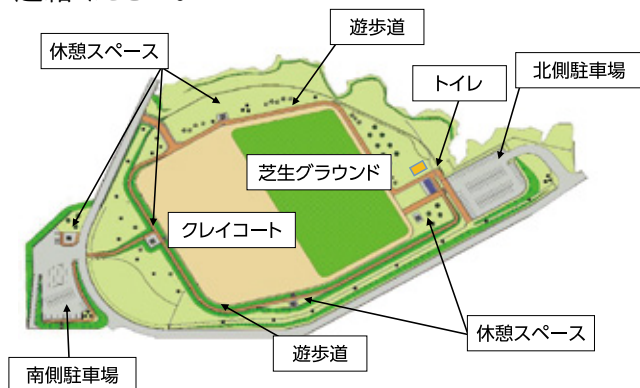 休憩スペース
遊歩道
トイレ
北側駐車場
芝生グラウンド
クレイコート
休憩スペース
遊歩道
南側駐車場